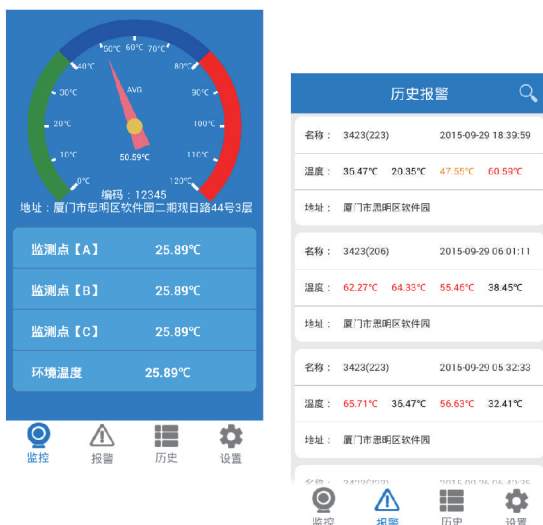 50℃ 60℃ 70℃
40℃ 80℃
30℃ AVG 90℃
20℃ 100℃
10℃ 50.59℃ 110℃
0℃ 120℃
编码：12345
地址：厦门市思明区软件园二期观日路44号3层
监测点【A】 25.89℃
监测点【B】 25.89℃
监测点【C】 25.89℃
环境温度 25.89℃
监控 报警 历史 设置
历史报警
名称： 3423(223) 2015-09-29 18:39:59
温度： 36.47℃ 20.35℃ 47.55℃ 60.59℃
地址： 厦门市思明区软件园
名称： 3423(206) 2015-09-29 06:01:11
温度： 62.27℃ 64.33℃ 55.46℃ 38.45℃
地址： 厦门市思明区软件园
名称： 3423(223) 2015-09-29 05:32:33
温度： 65.71℃ 36.47℃ 56.63℃ 32.41℃
地址： 厦门市思明区软件园
监控 报警 历史 设置